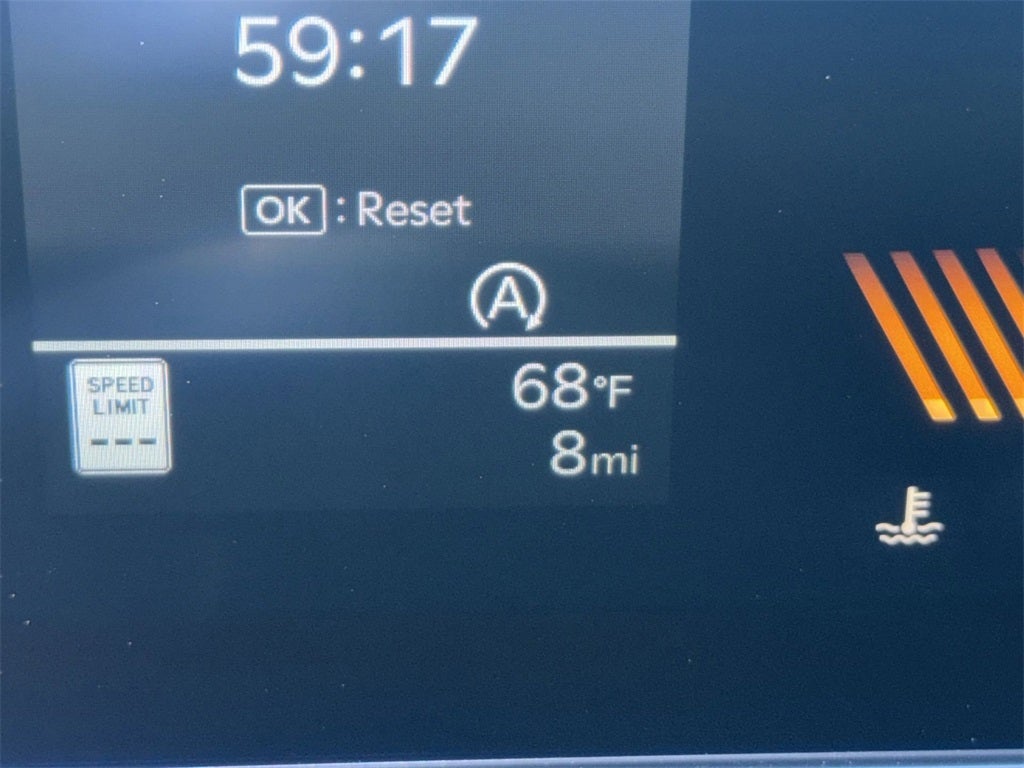 59:17
OK : Reset
A
SPEED
LIMIT
---
68°F
8mi